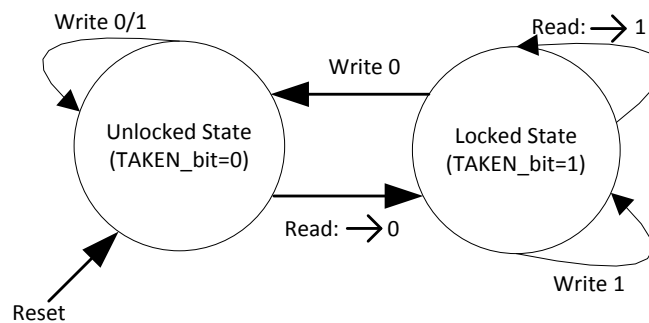 Write 0/1
Read: → 1
Write 0
Unlocked State
(TAKEN_bit=0)
Locked State
(TAKEN_bit=1)
Read: → 0
Write 1
Reset